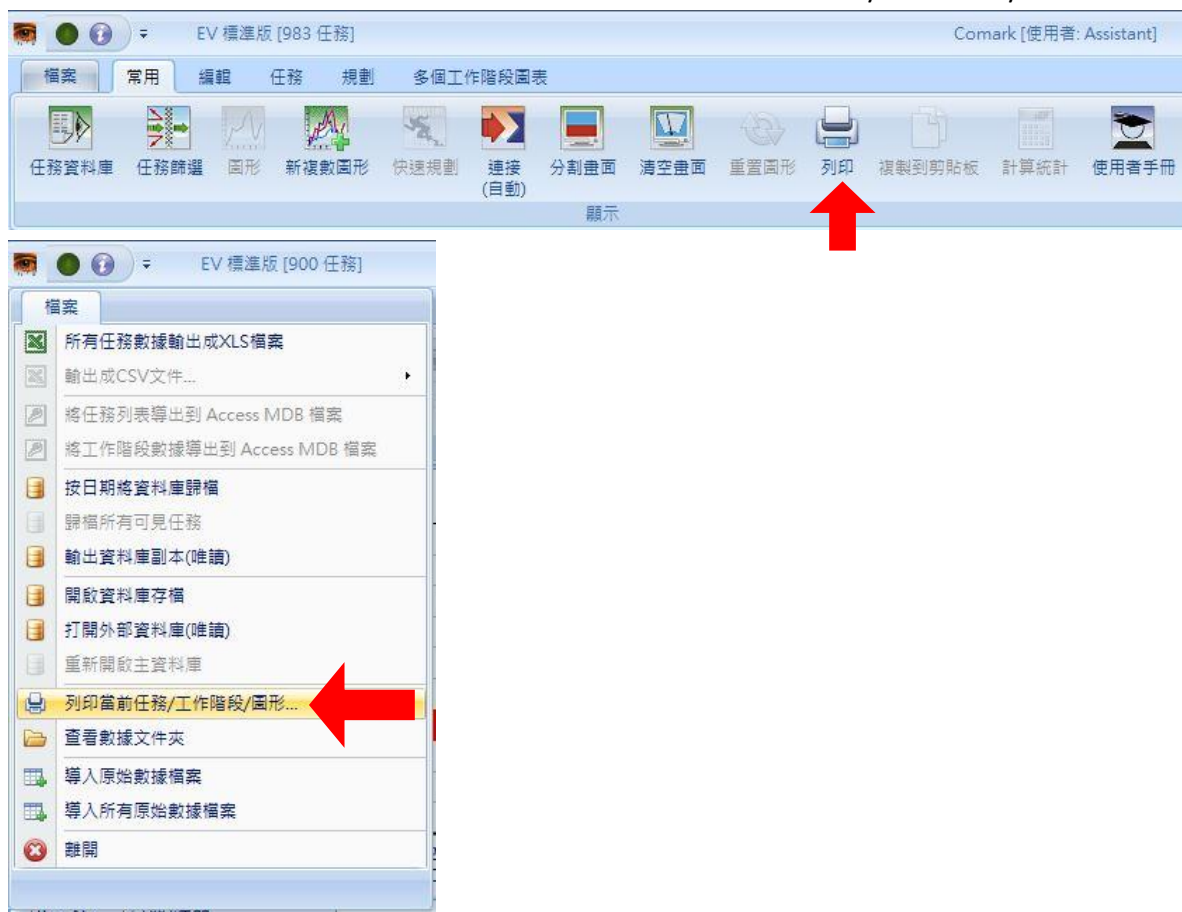 EV 標準版 [983 任務] Comark [使用者: Assistant]
檔案 常用 編輯 任務 規劃 多個工作階段圖表
任務資料庫 任務篩選 圖形 新複數圖形 快速規劃 連接 分割畫面 清空畫面 重置圖形 列印 複製到剪貼板 計算統計 使用者手冊
(自動)
顯示
EV 標準版 [900 任務]
檔案
所有任務數據輸出成XLS檔案
輸出成CSV文件...
將任務列表導出到 Access MDB 檔案
將工作階段數據導出到 Access MDB 檔案
按日期將資料庫歸檔
歸檔所有可見任務
輸出資料庫副本(唯讀)
開啟資料庫存檔
打開外部資料庫(唯讀)
重新開啟主資料庫
列印當前任務/工作階段/圖形...
查看數據文件夾
導入原始數據檔案
導入所有原始數據檔案
離開